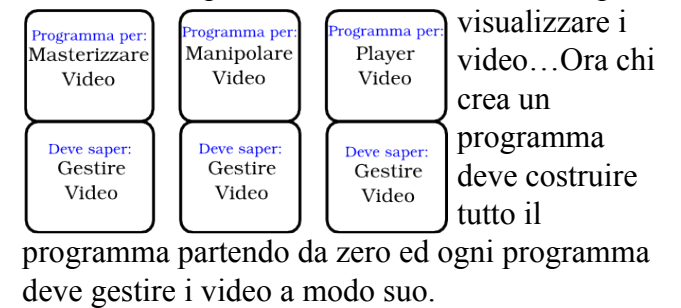 Programma per:
Masterizzare
Video
Deve saper:
Gestire
Video
Programma per:
Manipolare
Video
Deve saper:
Gestire
Video
Programma per:
Player
Video
Deve saper:
Gestire
Video
visualizzare i
video…Ora chi
crea un
programma
deve costruire
tutto il
programma partendo da zero ed ogni programma
deve gestire i video a modo suo.